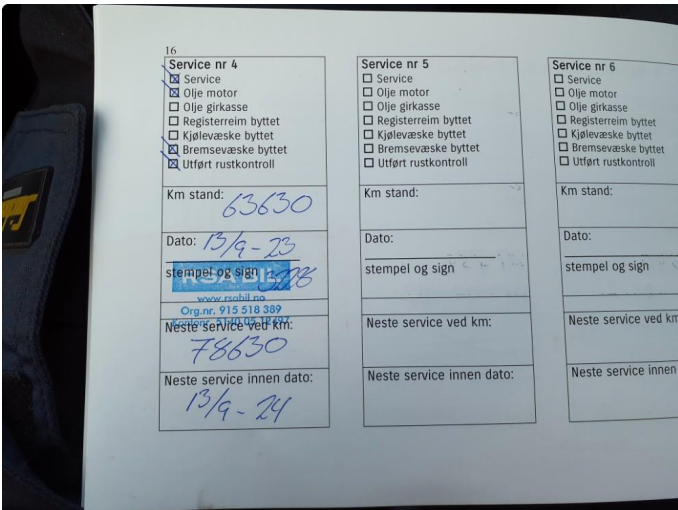 16
Service nr 4
Service
Olje motor
Olje girkasse
Registerreim byttet
Kjølevæske byttet
Bremsevæske byttet
Utført rustkontroll
Km stand:
63630
Dato: 13/9-23
stempel og sign
RSA BIL
www.rsabil.no
Org.nr. 915 518 389
Neste service ved km:
78630
Neste service innen dato:
13/9-24
Service nr 5
Service
Olje motor
Olje girkasse
Registerreim byttet
Kjølevæske byttet
Bremsevæske byttet
Utført rustkontroll
Km stand:
Dato:
stempel og sign
Neste service ved km:
Neste service innen dato:
Service nr 6
Service
Olje motor
Olje girkasse
Registerreim byttet
Kjølevæske byttet
Bremsevæske byttet
Utført rustkontroll
Km stand:
Dato:
stempel og sign
Neste service ved km
Neste service innen